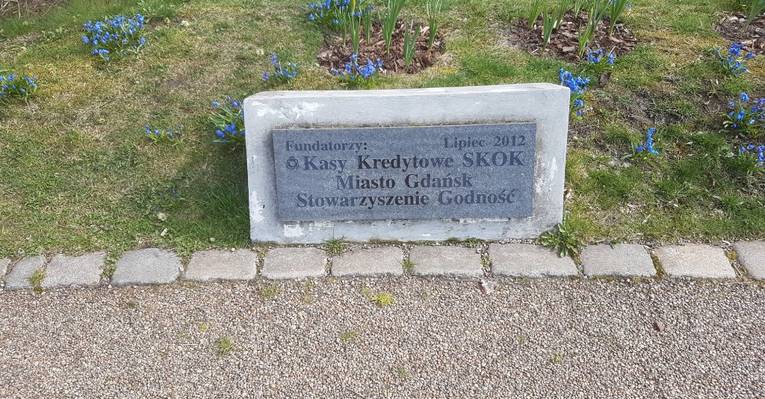 Fundatorzy: Lipiec 2012
Kasy Kredytowe SKOK
Miasto Gdańsk
Stowarzyszenie Godność